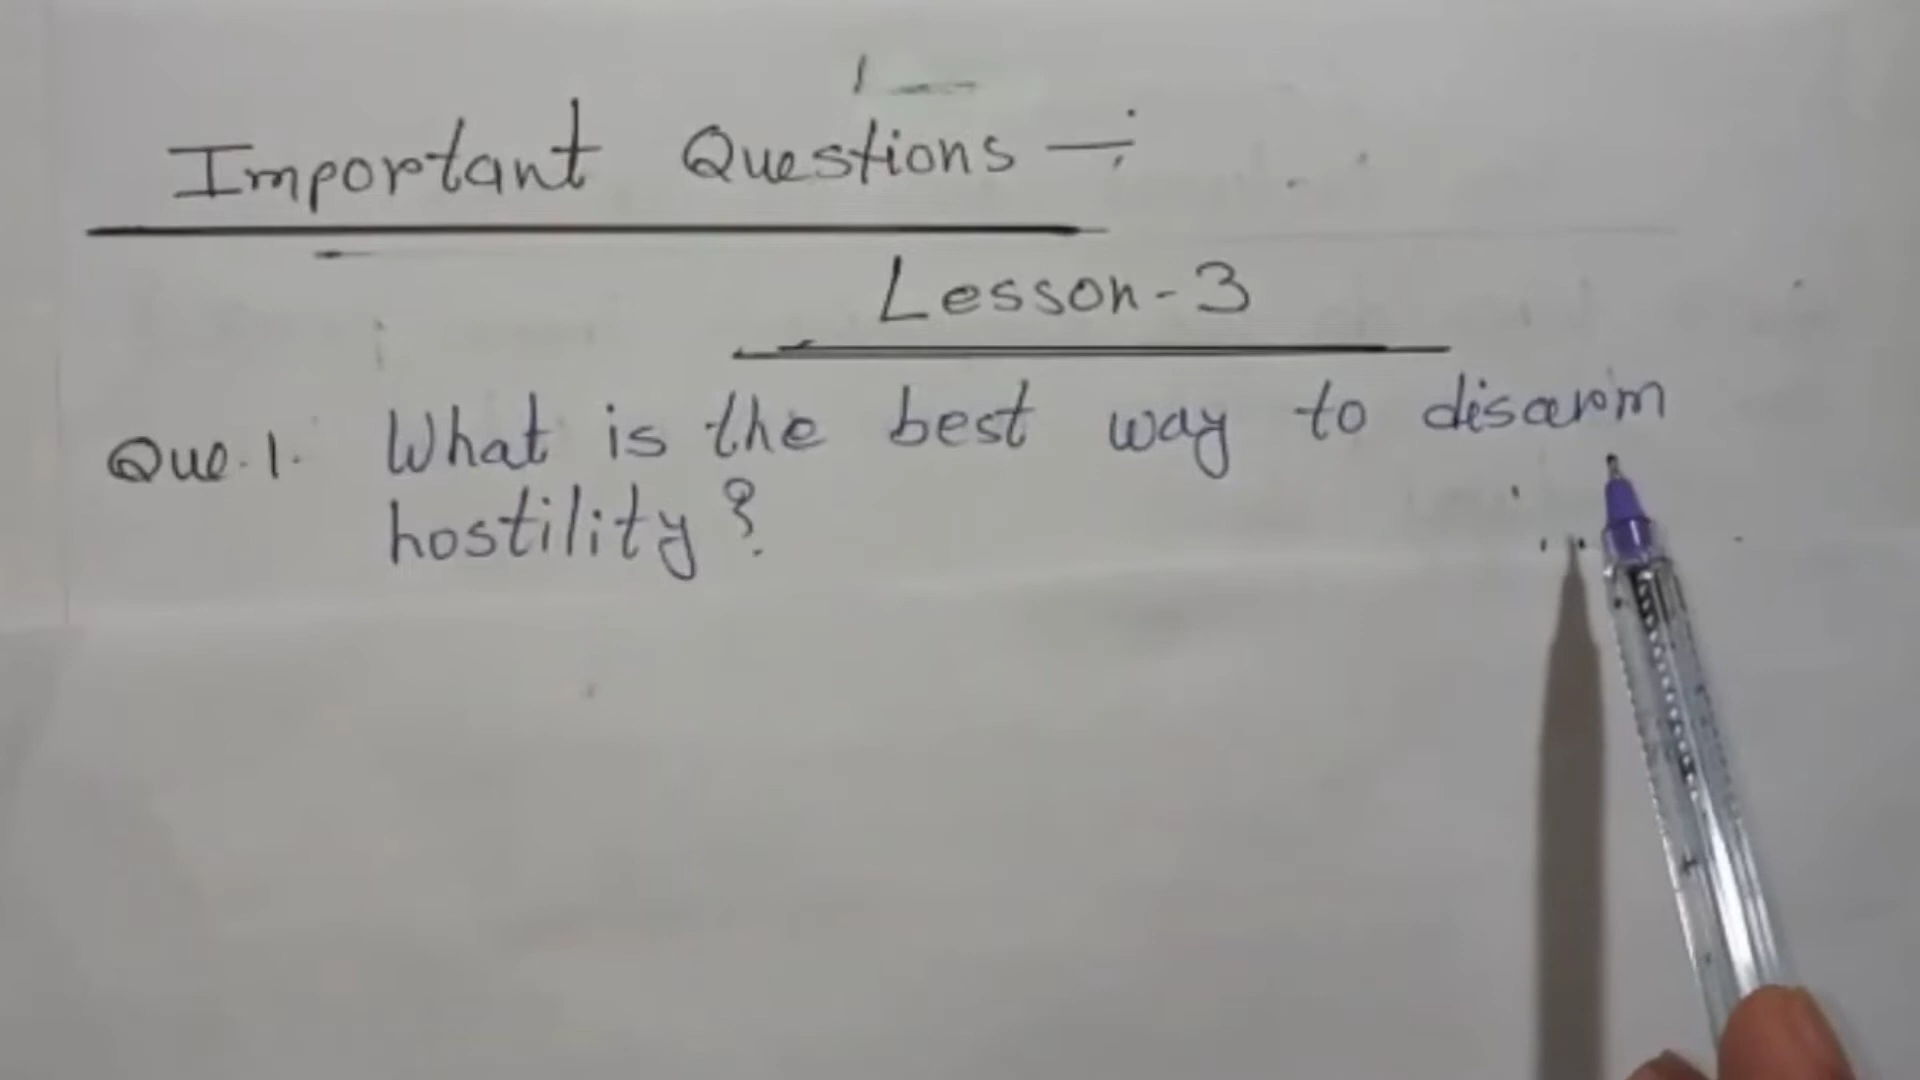 Important Questions ÷
Lesson-3
Que.1. What is the best way to disarm
hostility?